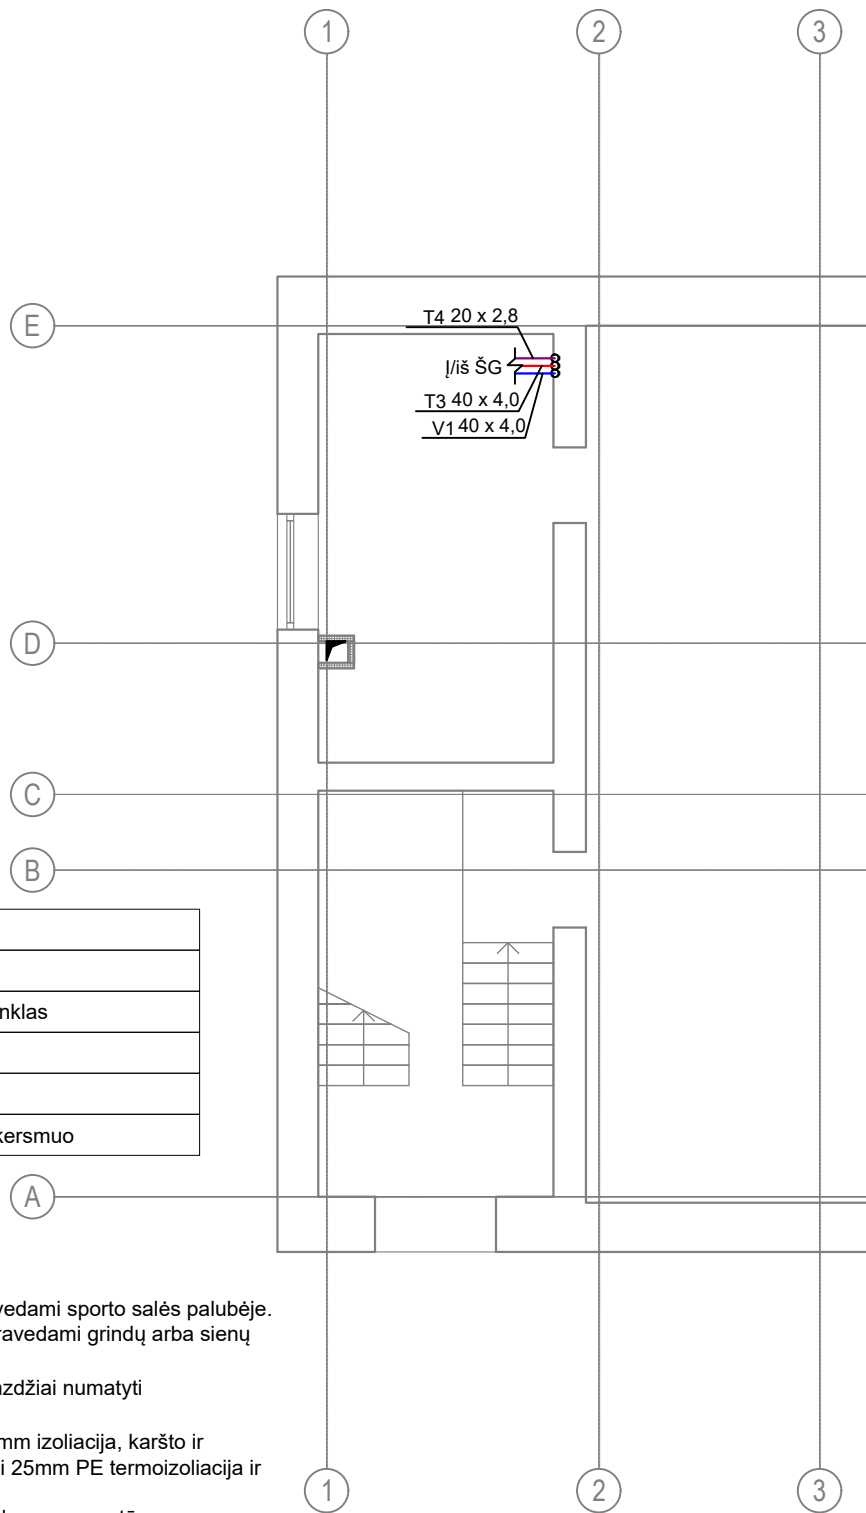 1
2
3
E
T4 20 x 2,8
Į/iš ŠG
T3 40 x 4,0
V1 40 x 4,0
D
C
B
nklas
kersmuo
A
vedami sporto salės palubėje.
ravedami grindų arba sienų
zdžiai numatyti
mm izoliacija, karšto ir
i 25mm PE termoizoliacija ir
1
2
3